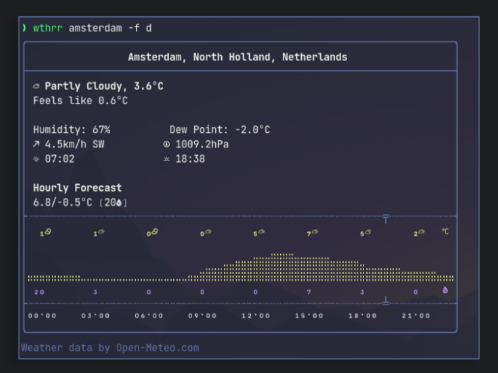 ❯ wthrr amsterdam -f d
Amsterdam, North Holland, Netherlands
Partly Cloudy, 3.6°C
Feels like 0.6°C
Humidity: 67% Dew Point: -2.0°C
↗ 4.5km/h SW 1009.2hPa
07:02 18:38
Hourly Forecast
6.8/-0.5°C [20]
1 1 0 0 5 7 5 2 °C
20 3 0 0 0 7 3 0
00:00 03:00 06:00 09:00 12:00 15:00 18:00 21:00
Weather data by Open-Meteo.com